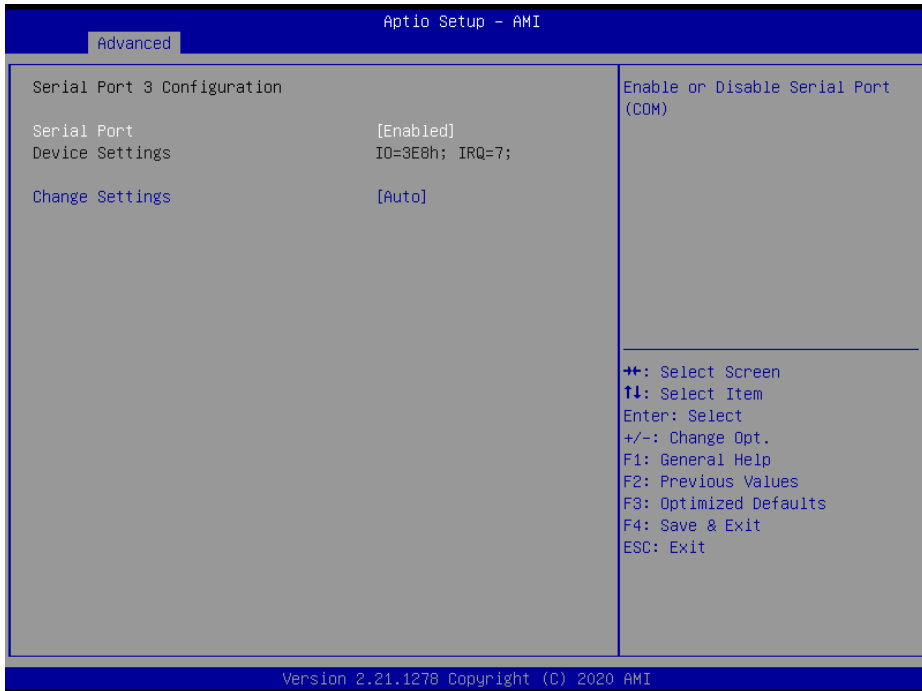 Aptio Setup – AMI
Advanced
Serial Port 3 Configuration
Serial Port [Enabled]
Device Settings IO=3E8h; IRQ=7;
Change Settings [Auto]
Enable or Disable Serial Port
(COM)
→←: Select Screen
↑↓: Select Item
Enter: Select
+/-: Change Opt.
F1: General Help
F2: Previous Values
F3: Optimized Defaults
F4: Save & Exit
ESC: Exit
Version 2.21.1278 Copyright (C) 2020 AMI